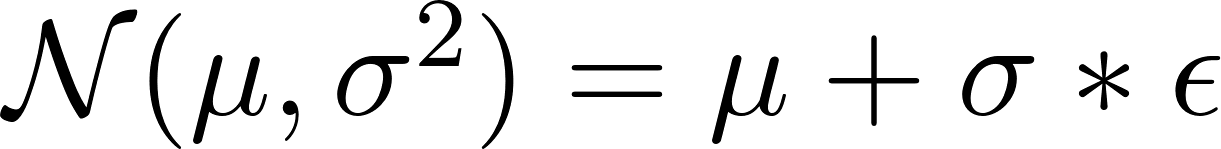 𝒩(μ, σ²) = μ + σ * ϵ